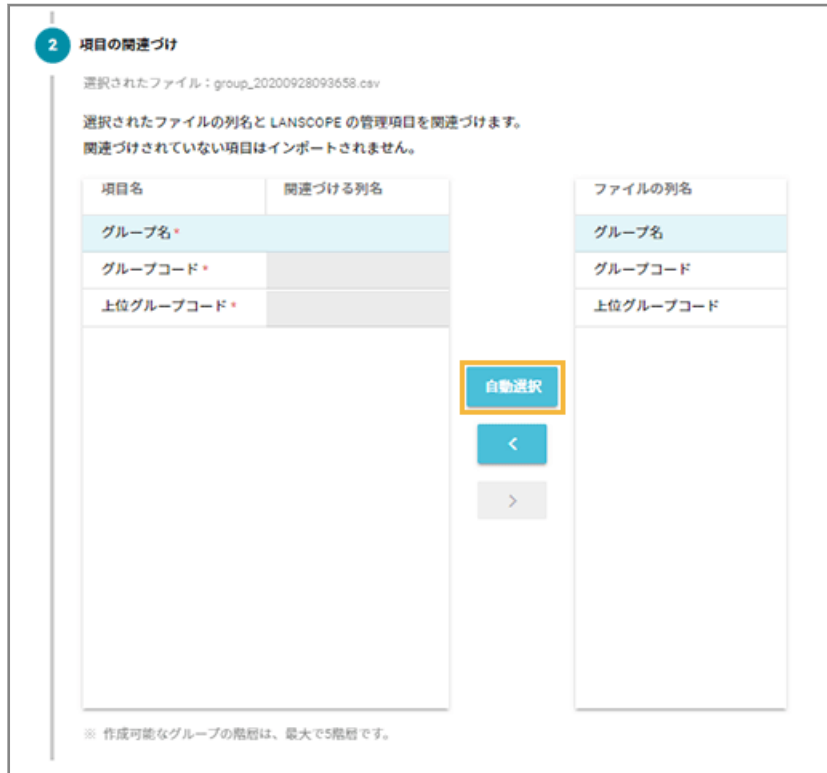 2 項目の関連づけ
選択されたファイル：group_20200928093658.csv
選択されたファイルの列名と LANSCOPE の管理項目を関連づけます。
関連づけされていない項目はインポートされません。
項目名 関連づける列名
グループ名*
グループコード*
上位グループコード*
自動選択
<
>
ファイルの列名
グループ名
グループコード
上位グループコード
※ 作成可能なグループの階層は、最大で5階層です。